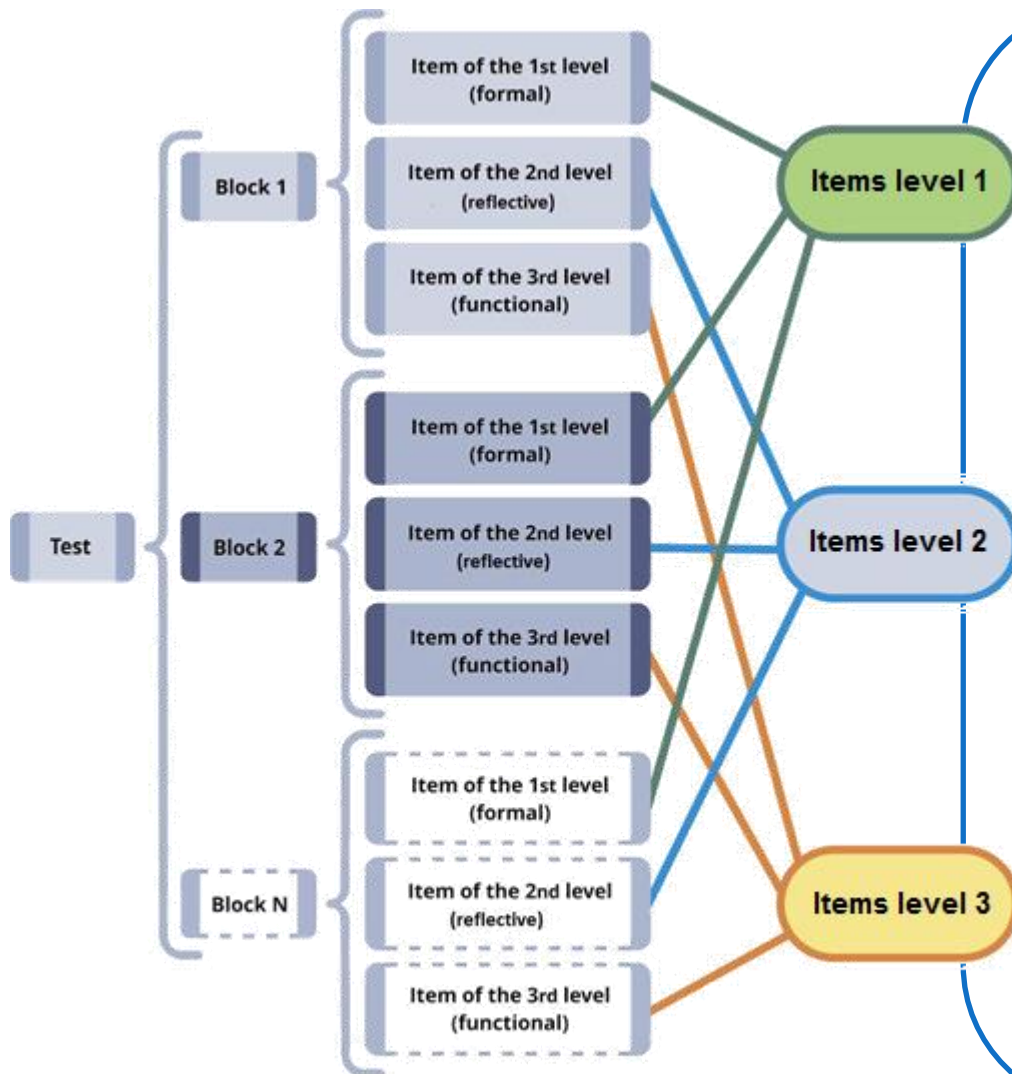 Item of the 1st level
(formal)
Item of the 2nd level
(reflective)
Item of the 3rd level
(functional)
Block 1
Items level 1
Item of the 1st level
(formal)
Item of the 2nd level
(reflective)
Item of the 3rd level
(functional)
Test
Block 2
Items level 2
Item of the 1st level
(formal)
Item of the 2nd level
(reflective)
Item of the 3rd level
(functional)
Block N
Items level 3